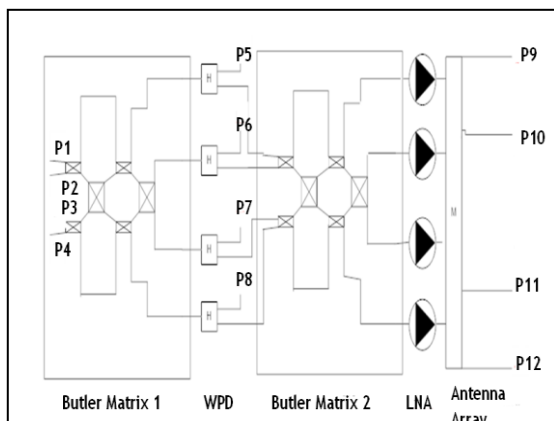 P5
P9
P6
P10
P1
P2
P3
P4
H
H
H
H
M
P7
P8
P11
P12
Butler Matrix 1 WPD Butler Matrix 2 LNA Antenna
Array